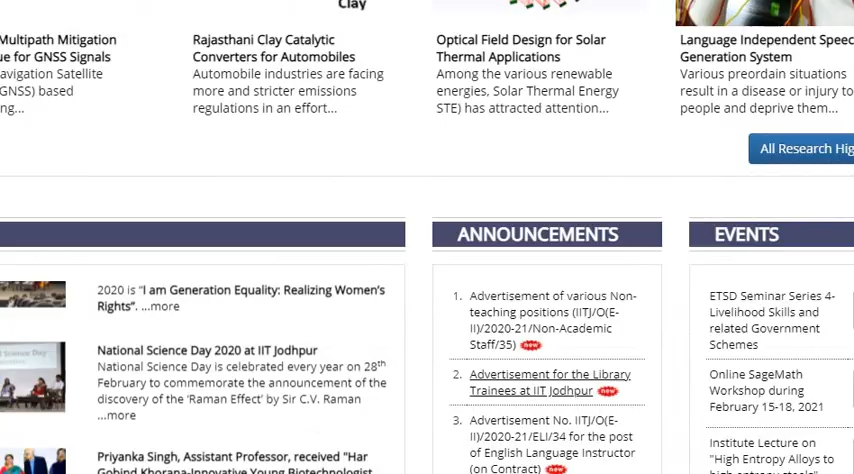 Clay
Multipath Mitigation
ue for GNSS Signals
avigation Satellite
GNSS) based
ng...
Rajasthani Clay Catalytic
Converters for Automobiles
Automobile industries are facing
more and stricter emissions
regulations in an effort...
Optical Field Design for Solar
Thermal Applications
Among the various renewable
energies, Solar Thermal Energy
STE) has attracted attention...
Language Independent Speec
Generation System
Various preordain situations
result in a disease or injury to
people and deprive them...
All Research Hig
2020 is “I am Generation Equality: Realizing Women’s
Rights”. ...more
National Science Day 2020 at IIT Jodhpur
National Science Day is celebrated every year on 28th
February to commemorate the announcement of the
discovery of the ‘Raman Effect’ by Sir C.V. Raman
...more
Priyanka Singh, Assistant Professor, received "Har
Gobind Khorana-Innovative Young Biotechnologist
ANNOUNCEMENTS
1. Advertisement of various Non-
teaching positions (IITJ/O(E-
II)/2020-21/Non-Academic
Staff/35) new
2. Advertisement for the Library
Trainees at IIT Jodhpur new
3. Advertisement No. IITJ/O(E-
II)/2020-21/ELI/34 for the post
of English Language Instructor
(on Contract) new
EVENTS
ETSD Seminar Series 4-
Livelihood Skills and
related Government
Schemes
Online SageMath
Workshop during
February 15-18, 2021
Institute Lecture on
"High Entropy Alloys to
high entropy steels"